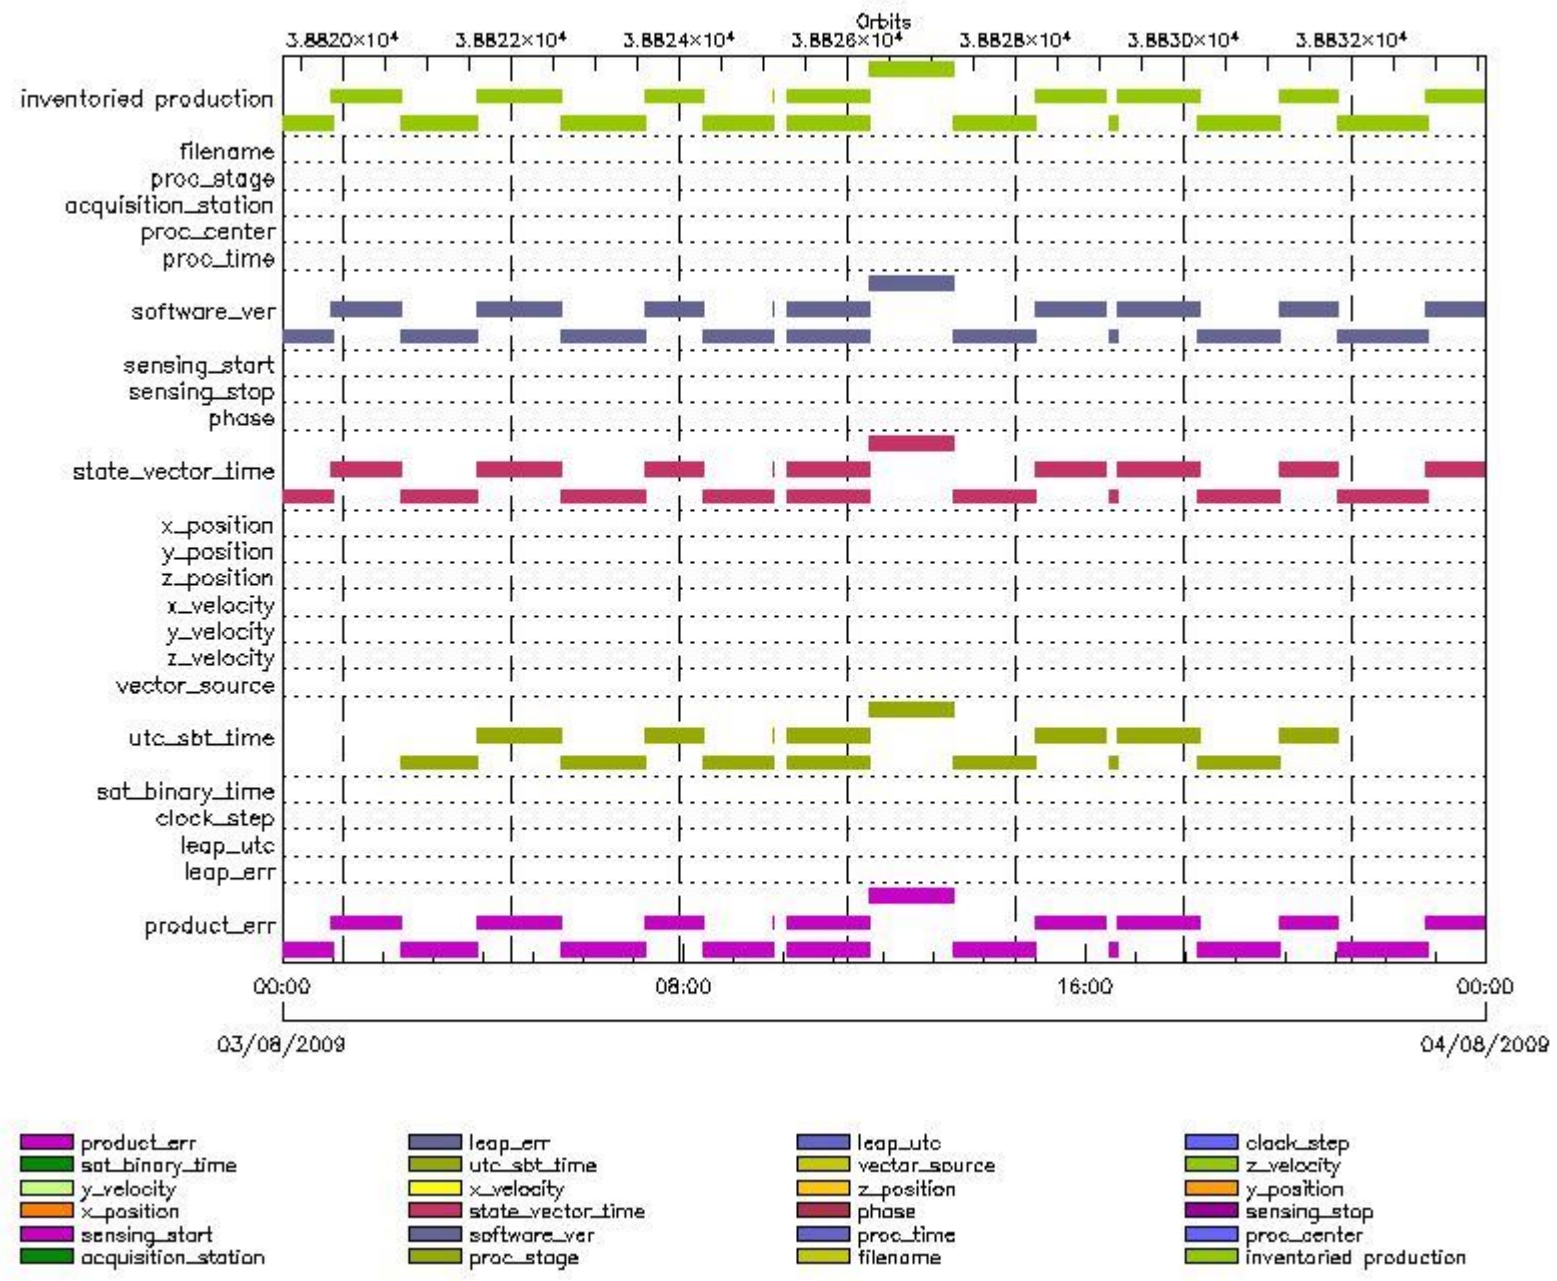 Orbits
3.8820×10⁴ 3.8822×10⁴ 3.8824×10⁴ 3.8826×10⁴ 3.8828×10⁴ 3.8830×10⁴ 3.8832×10⁴
inventoried production
filename
proc_stage
acquisition_station
proc_center
proc_time
software_ver
sensing_start
sensing_stop
phase
state_vector_time
x_position
y_position
z_position
x_velocity
y_velocity
z_velocity
vector_source
utc_sbt_time
sat_binary_time
clock_step
leap_utc
leap_err
product_err
00:00 08:00 16:00 00:00
03/08/2009 04/08/2009
product_err leap_err leap_utc clock_step
sat_binary_time utc_sbt_time vector_source z_velocity
y_velocity x_velocity z_position y_position
x_position state_vector_time phase sensing_stop
sensing_start software_ver proc_time proc_center
acquisition_station proc_stage filename inventoried production